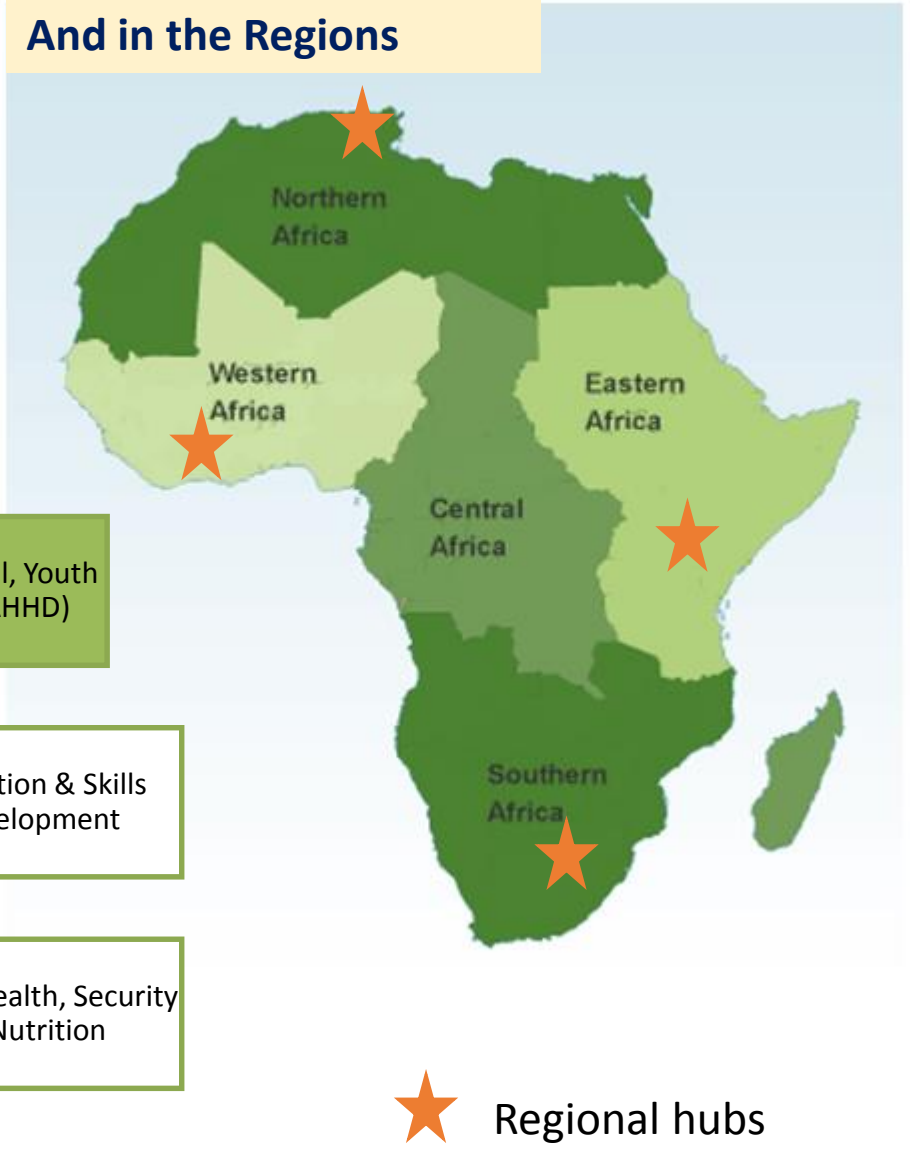 And in the Regions
Northern
Africa
Western
Africa
Eastern
Africa
Central
Africa
l, Youth
HHD)
tion & Skills
elopment
Southern
Africa
ealth, Security
Nutrition
Regional hubs